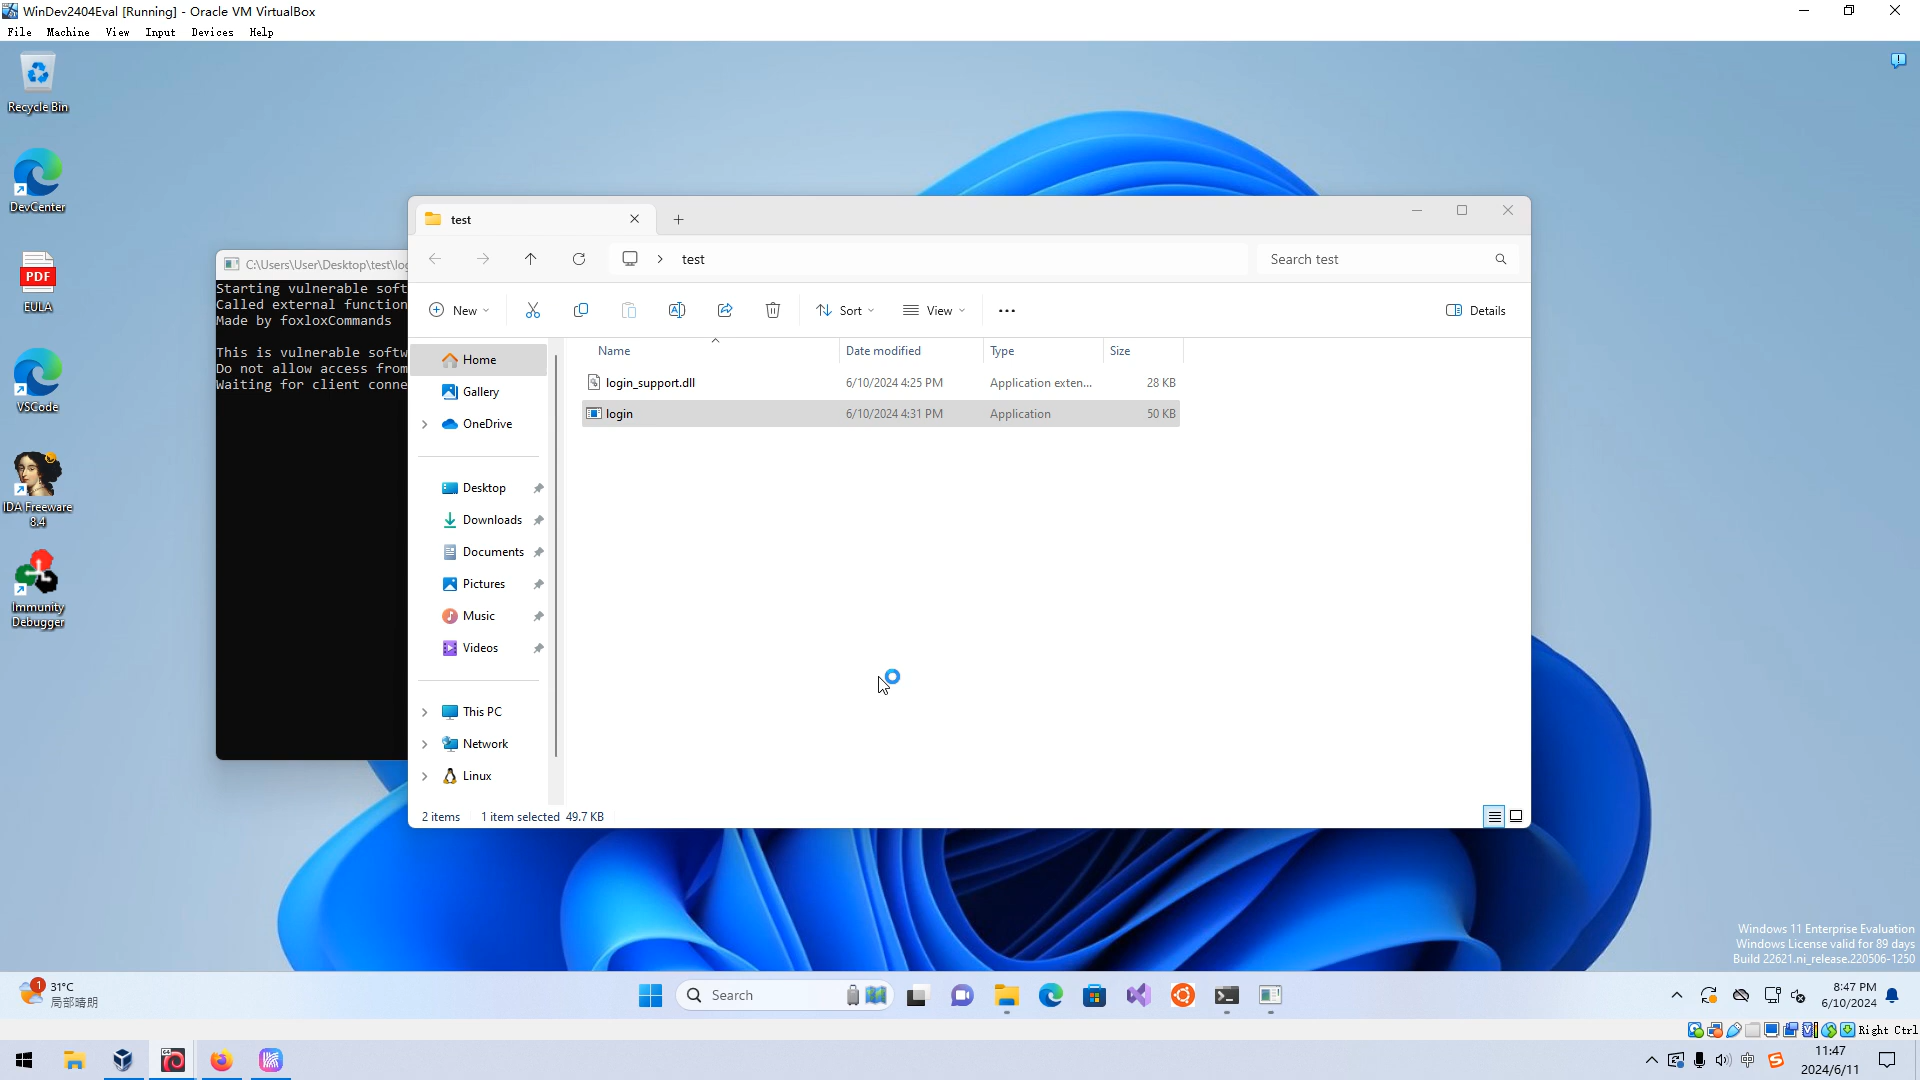 WinDev2404Eval [Running] - Oracle VM VirtualBox
File Machine View Input Devices Help
Recycle Bin
DevCenter
PDF
EULA
VSCode
IDA Freeware
8.4
Immunity
Debugger
C:\Users\User\Desktop\test\log
Starting vulnerable soft
Called external function
Made by foxloxCommands
This is vulnerable softw
Do not allow access from
Waiting for client conne
test
test
Search test
New
Sort
View
Details
Home
Gallery
OneDrive
Desktop
Downloads
Documents
Pictures
Music
Videos
This PC
Network
Linux
Name Date modified Type Size
login_support.dll 6/10/2024 4:25 PM Application exten... 28 KB
login 6/10/2024 4:31 PM Application 50 KB
2 items 1 item selected 49.7 KB
Windows 11 Enterprise Evaluation
Windows License valid for 89 days
Build 22621.ni_release.220506-1250
1
31°C
局部晴朗
Search
8:47 PM
6/10/2024
Right Ctrl
64
中
11:47
2024/6/11